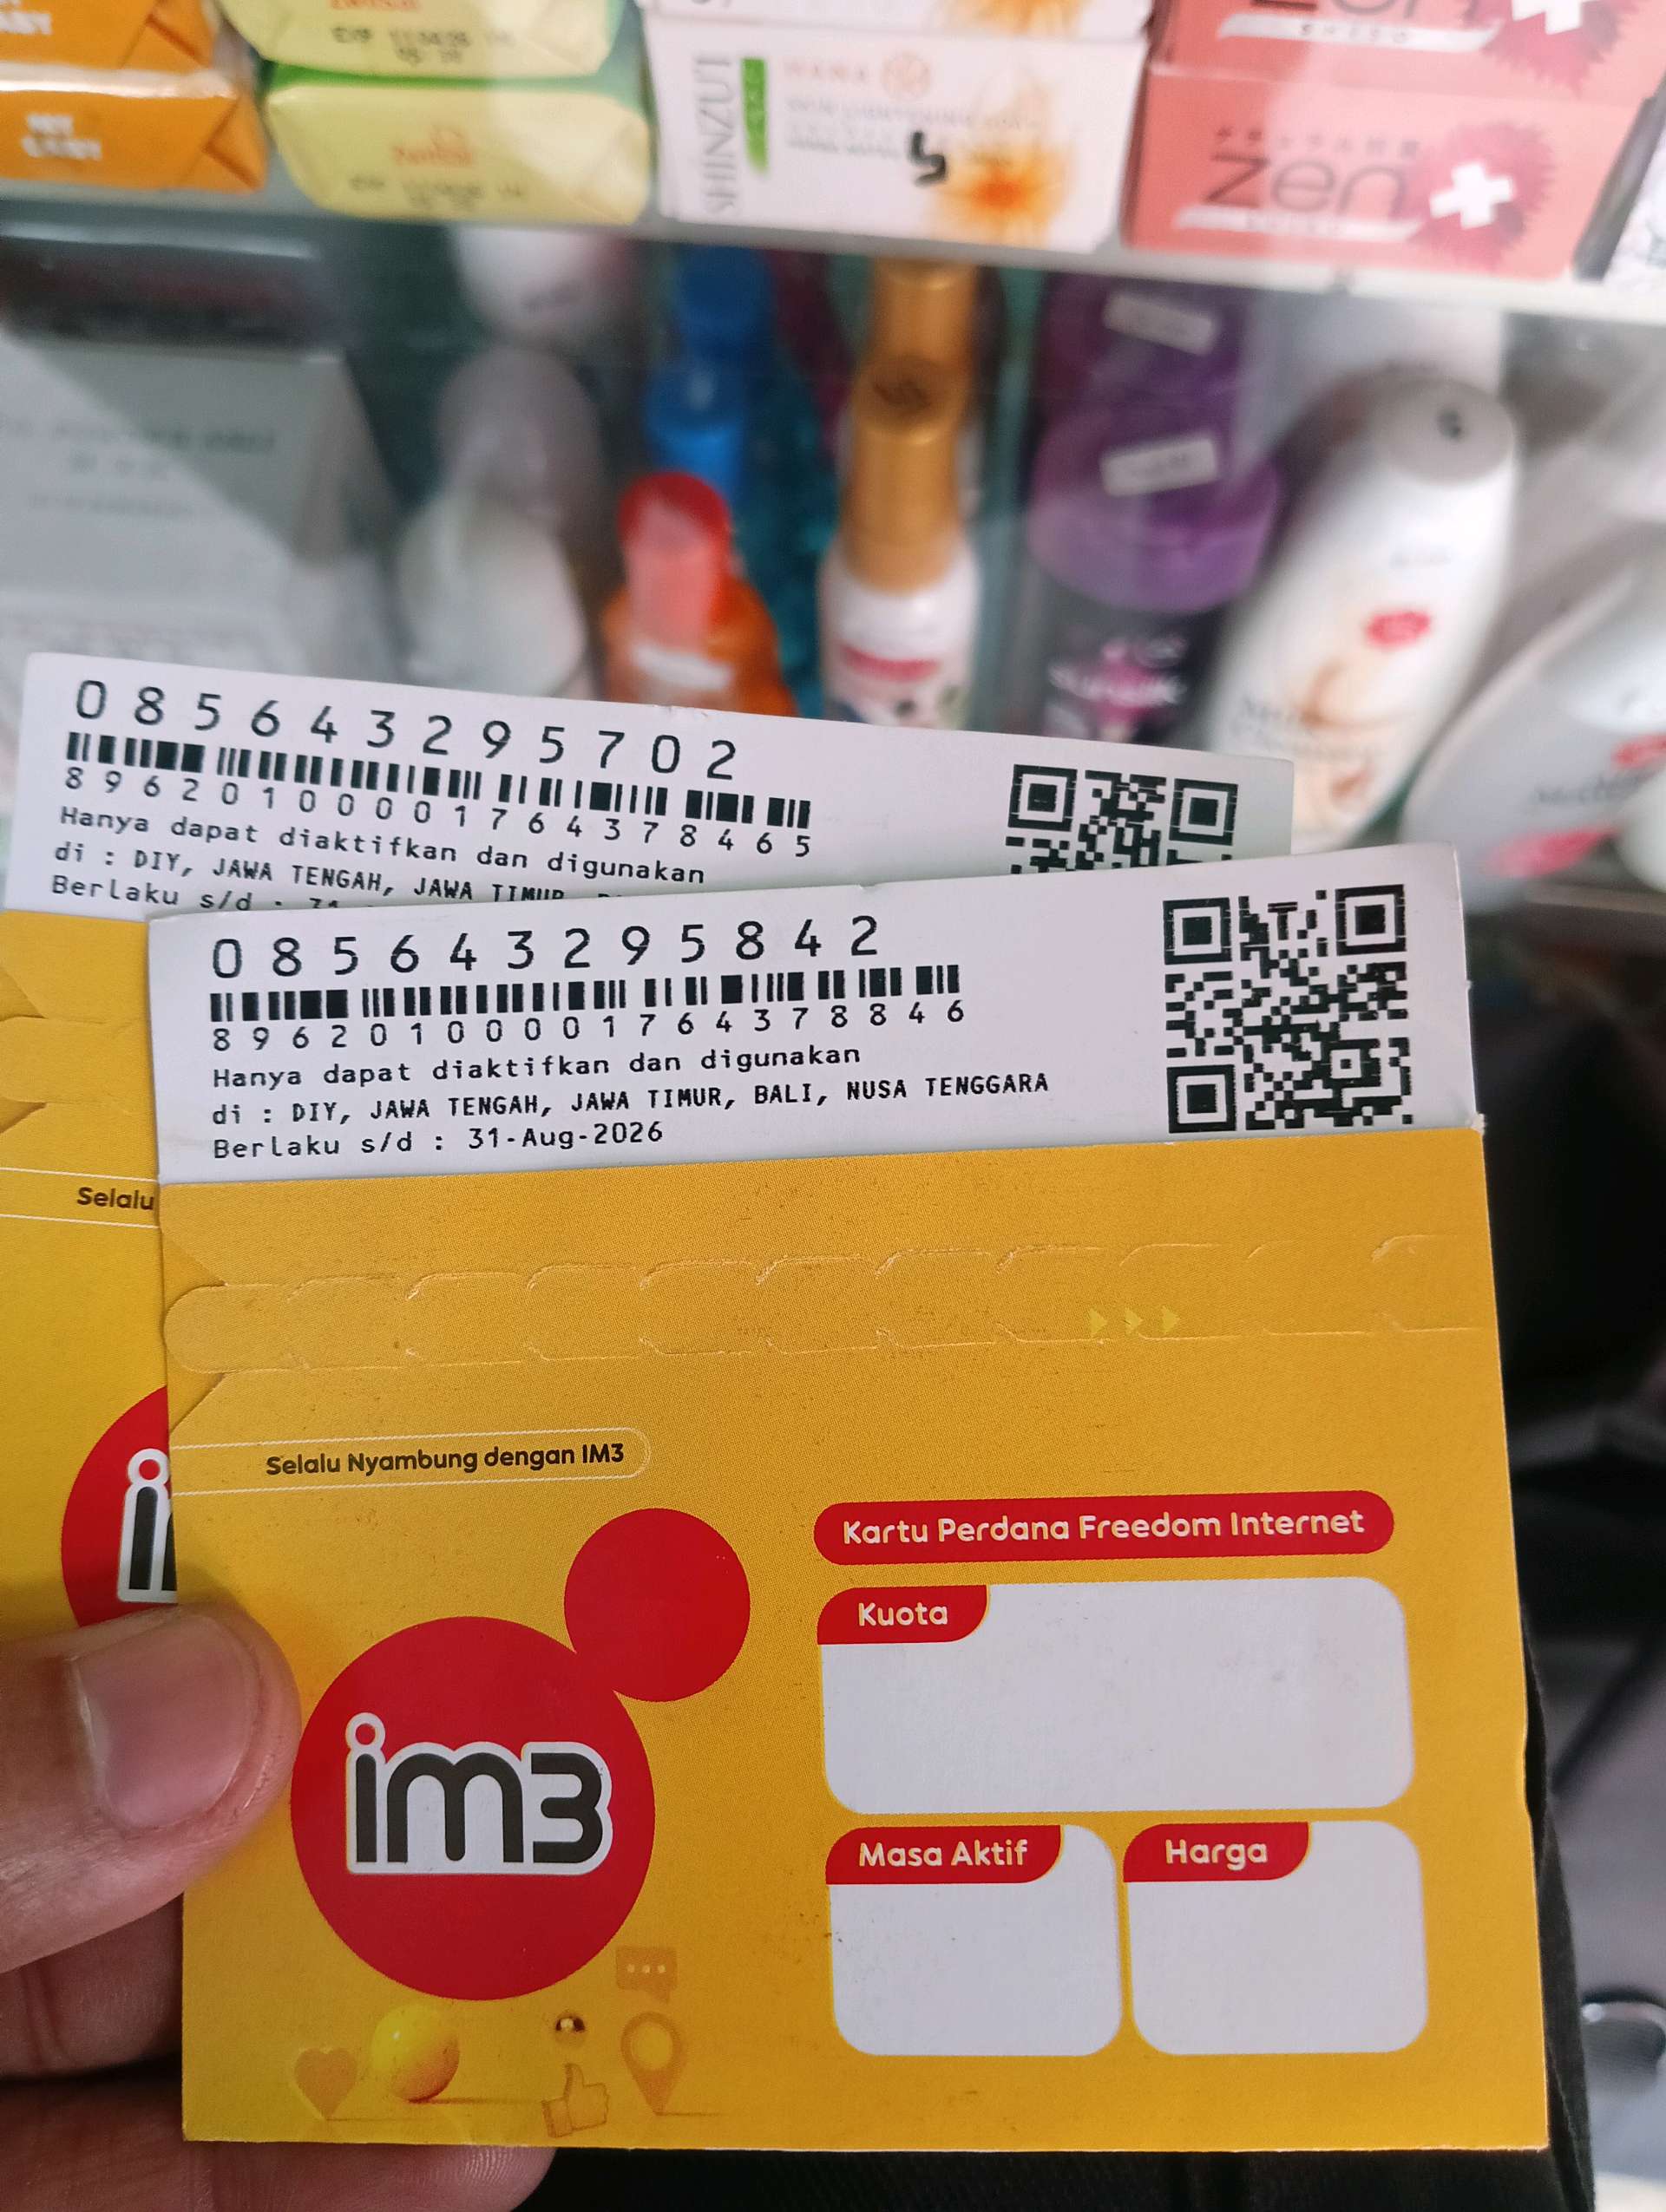 SHINZU'I
zen
zen
085643295702
8962010000176437846 5
Hanya dapat diaktifkan dan digunakan
di : DIY, JAWA TENGAH, JAWA TIMUR,
Berlaku s/d :
085643295842
8962010000176437884 6
Hanya dapat diaktifkan dan digunakan
di : DIY, JAWA TENGAH, JAWA TIMUR, BALI, NUSA TENGGARA
Berlaku s/d : 31-Aug-2026
Selalu
Selalu Nyambung dengan IM3
Kartu Perdana Freedom Internet
Kuota
im3
Masa Aktif
Harga